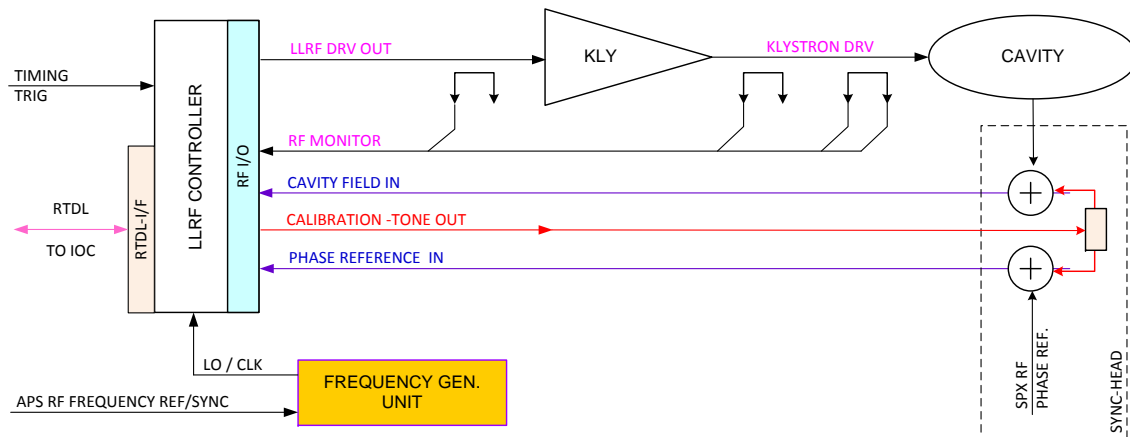 LLRF DRV OUT
KLY
KLYSTRON DRV
CAVITY
TIMING
TRIG
LLRF CONTROLLER
RF I/O
RF MONITOR
CAVITY FIELD IN
RTDL
TO IOC
RTDL-I/F
CALIBRATION -TONE OUT
PHASE REFERENCE IN
LO / CLK
FREQUENCY GEN.
UNIT
APS RF FREQUENCY REF/SYNC
SPX RF
PHASE REF.
SYNC-HEAD